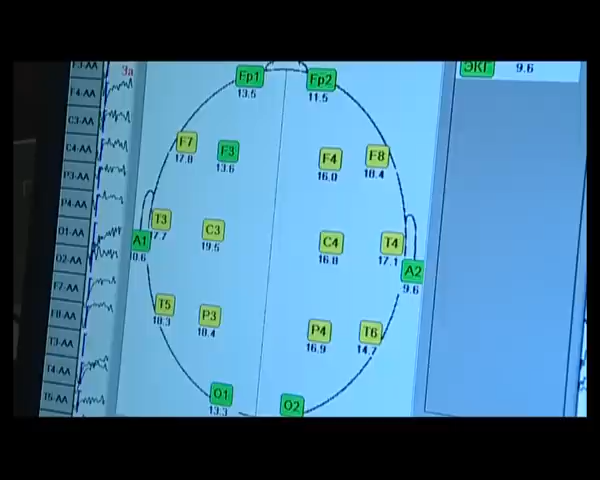 F3-AA
F4-AA
C3-AA
C4-AA
P3-AA
P4-AA
O1-AA
O2-AA
F7-AA
F8-AA
T3-AA
T4-AA
T5-AA
За
Fp1
13.5
Fp2
11.5
F7
17.8
F3
13.6
F4
16.0
F8
18.4
T3
17.7
C3
19.5
C4
16.8
T4
17.1
A1
A2
9.6
T5
18.3
P3
18.4
P4
16.9
T6
14.7
O1
13.3
O2
ЭКГ 9.6